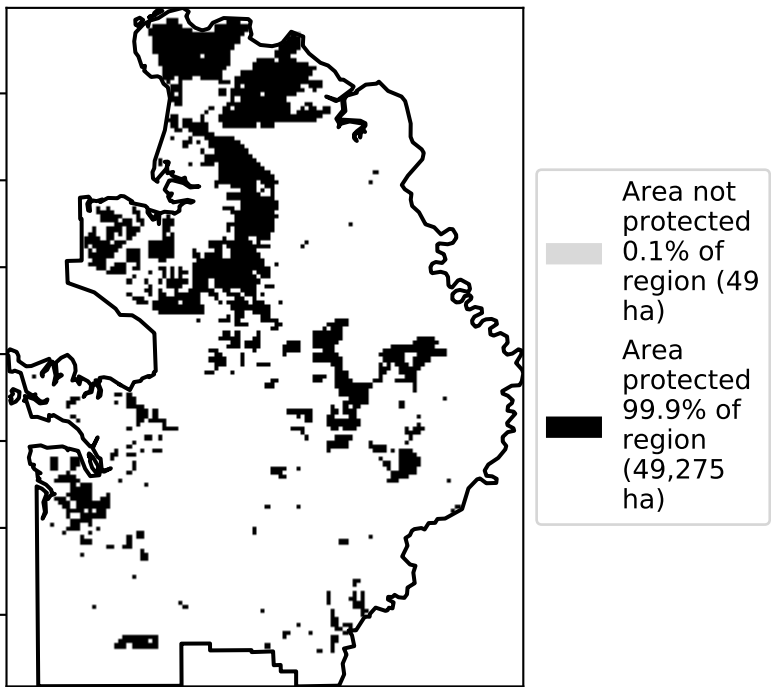 Area not
protected
0.1% of
region (49
ha)
Area
protected
99.9% of
region
(49,275
ha)